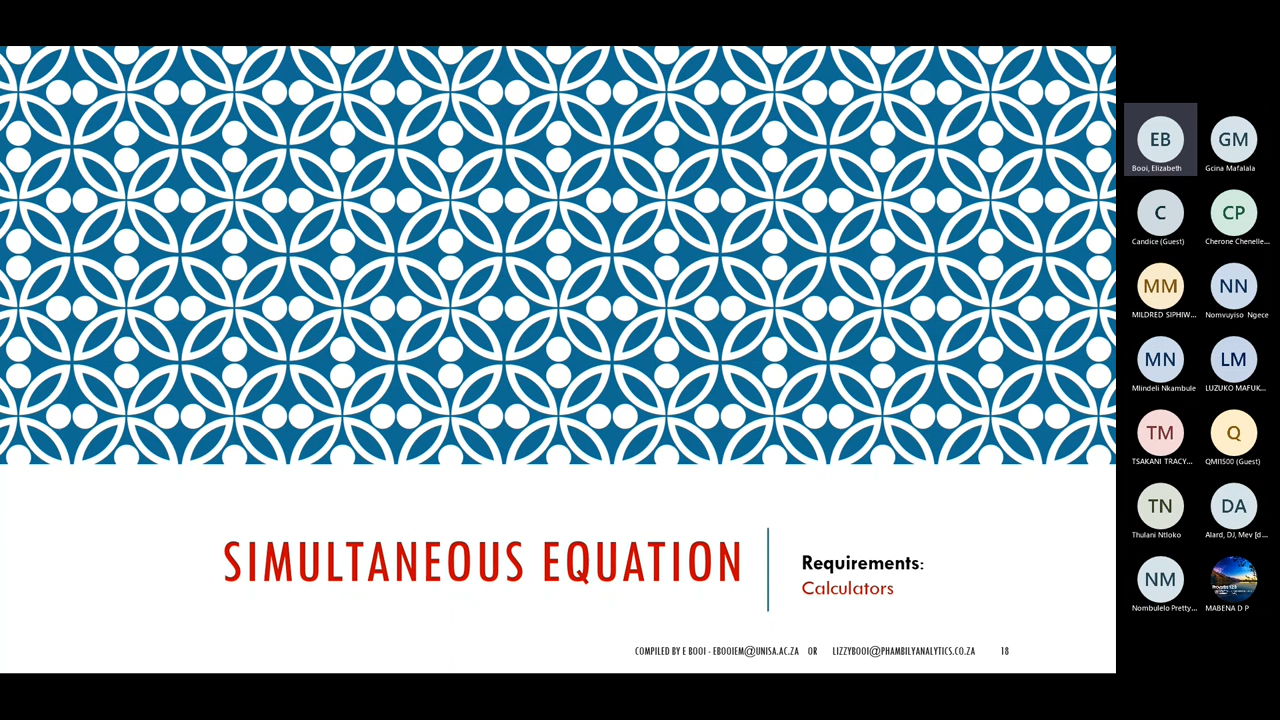 SIMULTANEOUS EQUATION
Requirements:
Calculators
COMPILED BY E BOOI - EBOOIEM@UNISA.AC.ZA OR LIZZYBOOI@PHAMBILYANALYTICS.CO.ZA 18
EB GM
Booi, Elizabeth Gcina Mafalala
C CP
Candice (Guest) Cherone Chenelle...
MM NN
MILDRED SIPHIW... Nomvuyiso Ngece
MN LM
Mlindeli Nkambule LUZUKO MAFUK...
TM Q
TSAKANI TRACY... QMI1500 (Guest)
TN DA
Thulani Ntloko Alard, DJ, Mev [d...
NM
Nombulelo Pretty... MABENA D P